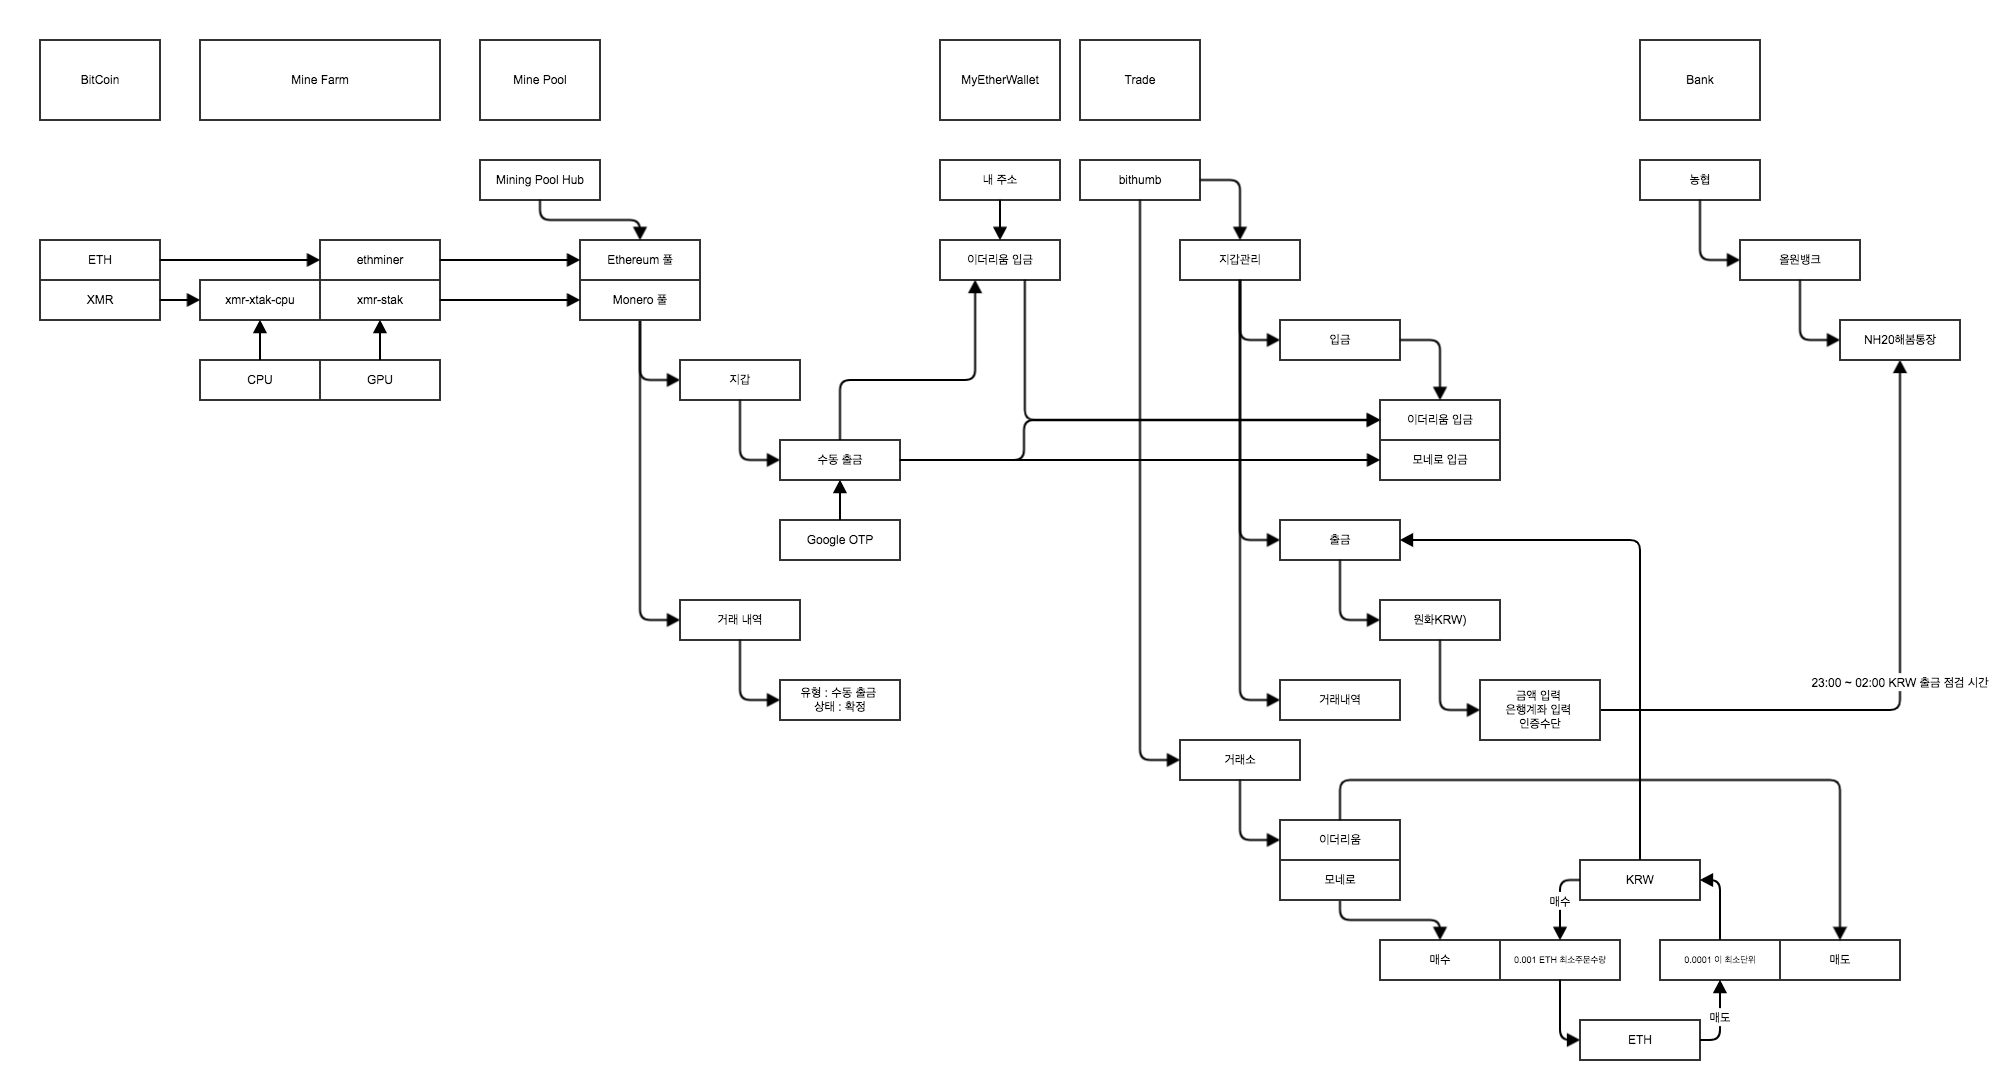 BitCoin
Mine Farm
Mine Pool
MyEtherWallet
Trade
Bank
Mining Pool Hub
내 주소
bithumb
농협
ETH
ethminer
Ethereum 풀
이더리움 입금
지갑관리
올원뱅크
XMR
xmr-xtak-cpu
xmr-stak
Monero 풀
입금
NH20해봄통장
CPU
GPU
지갑
이더리움 입금
수동 출금
모네로 입금
Google OTP
출금
거래 내역
원화KRW)
유형 : 수동 출금
상태 : 확정
거래내역
금액 입력
은행계좌 입력
인증수단
23:00 ~ 02:00 KRW 출금 점검 시간
거래소
이더리움
모네로
KRW
매수
매수
0.001 ETH 최소주문수량
0.0001 이 최소단위
매도
매도
ETH